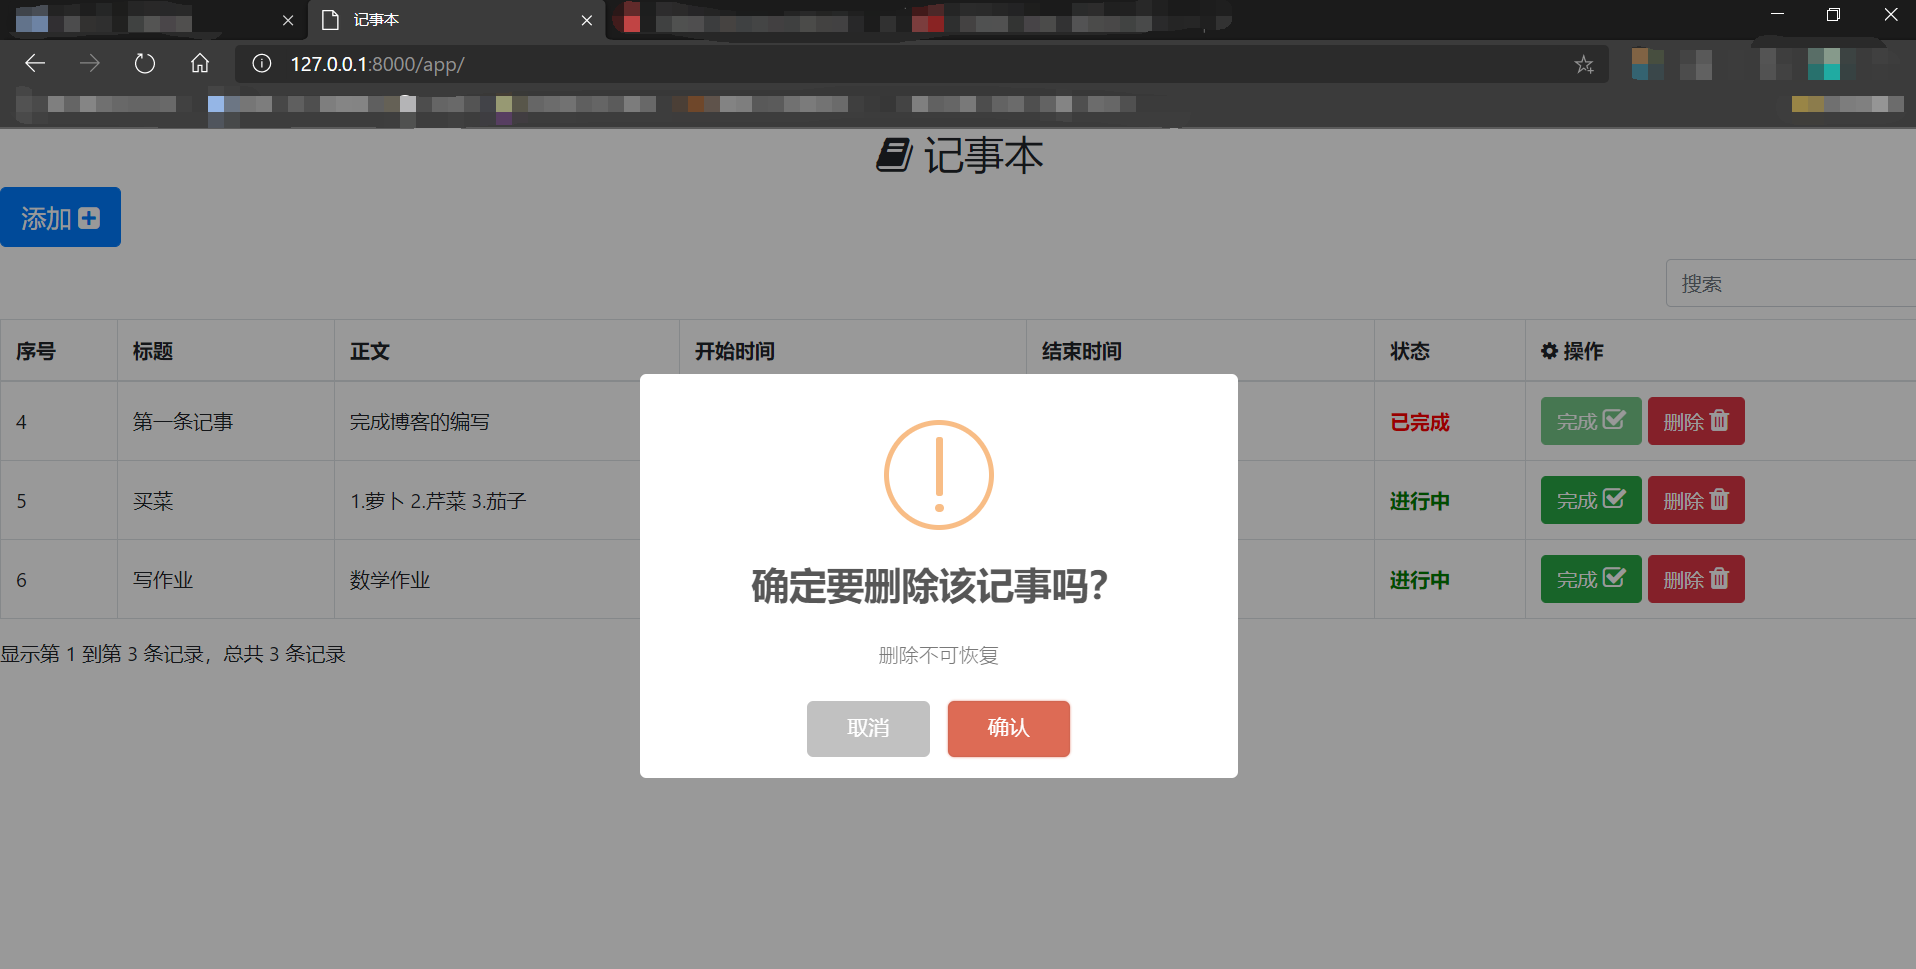 记事本
127.0.0.1:8000/app/
记事本
添加
搜索
序号 标题 正文 开始时间 结束时间 状态 操作
4 第一条记事 完成博客的编写 已完成 完成 删除
5 买菜 1.萝卜 2.芹菜 3.茄子 进行中 完成 删除
6 写作业 数学作业 进行中 完成 删除
显示第 1 到第 3 条记录，总共 3 条记录
确定要删除该记事吗?
删除不可恢复
取消 确认